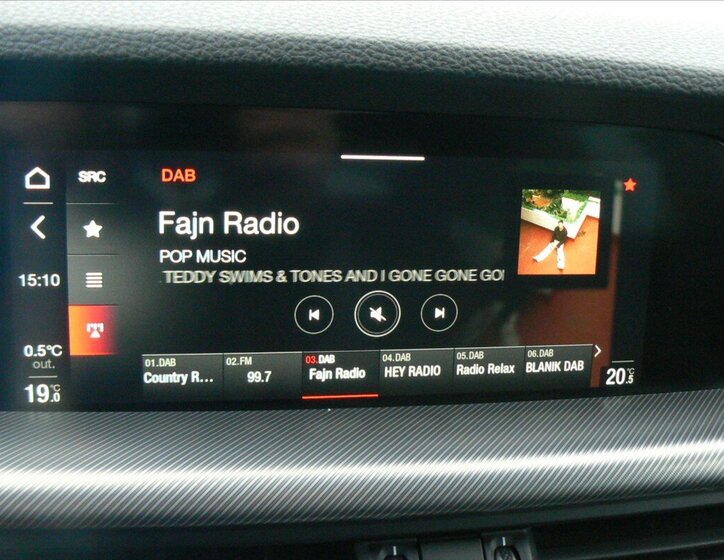 SRC
DAB
Fajn Radio
POP MUSIC
TEDDY SWIMS & TONES AND I GONE GONE GO
15:10
0.5°C
out.
19.0°C
01.DAB
Country R...
02.FM
99.7
03.DAB
Fajn Radio
04.DAB
HEY RADIO
05.DAB
Radio Relax
06.DAB
BLANIK DAB
20.5°C